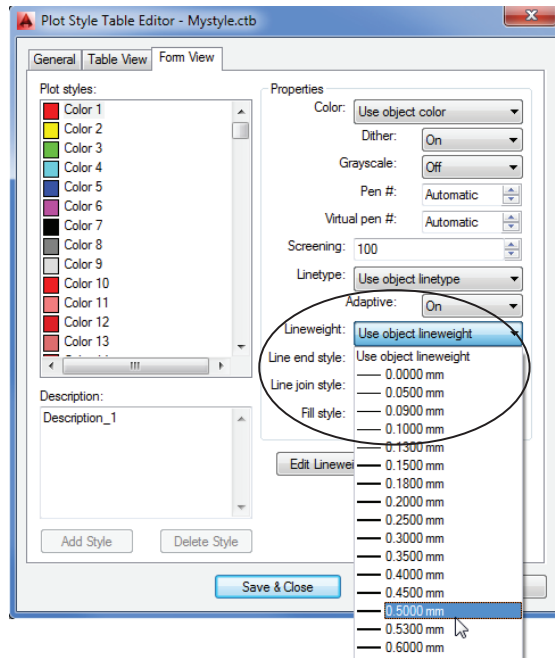 Plot Style Table Editor - Mystyle.ctb
General Table View Form View
Plot styles:
Color 1
Color 2
Color 3
Color 4
Color 5
Color 6
Color 7
Color 8
Color 9
Color 10
Color 11
Color 12
Color 13
Description:
Description_1
Add Style Delete Style
Properties
Color: Use object color
Dither: On
Grayscale: Off
Pen #: Automatic
Virtual pen #: Automatic
Screening: 100
Linetype: Use object linetype
Adaptive: On
Lineweight: Use object lineweight
Line end style:
Line join style:
Fill style:
Use object lineweight
0.0000 mm
0.0500 mm
0.0900 mm
0.1000 mm
0.1300 mm
0.1500 mm
0.1800 mm
0.2000 mm
0.2500 mm
0.3000 mm
0.3500 mm
0.4000 mm
0.4500 mm
0.5000 mm
0.5300 mm
0.6000 mm
Edit Linewei
Save & Close